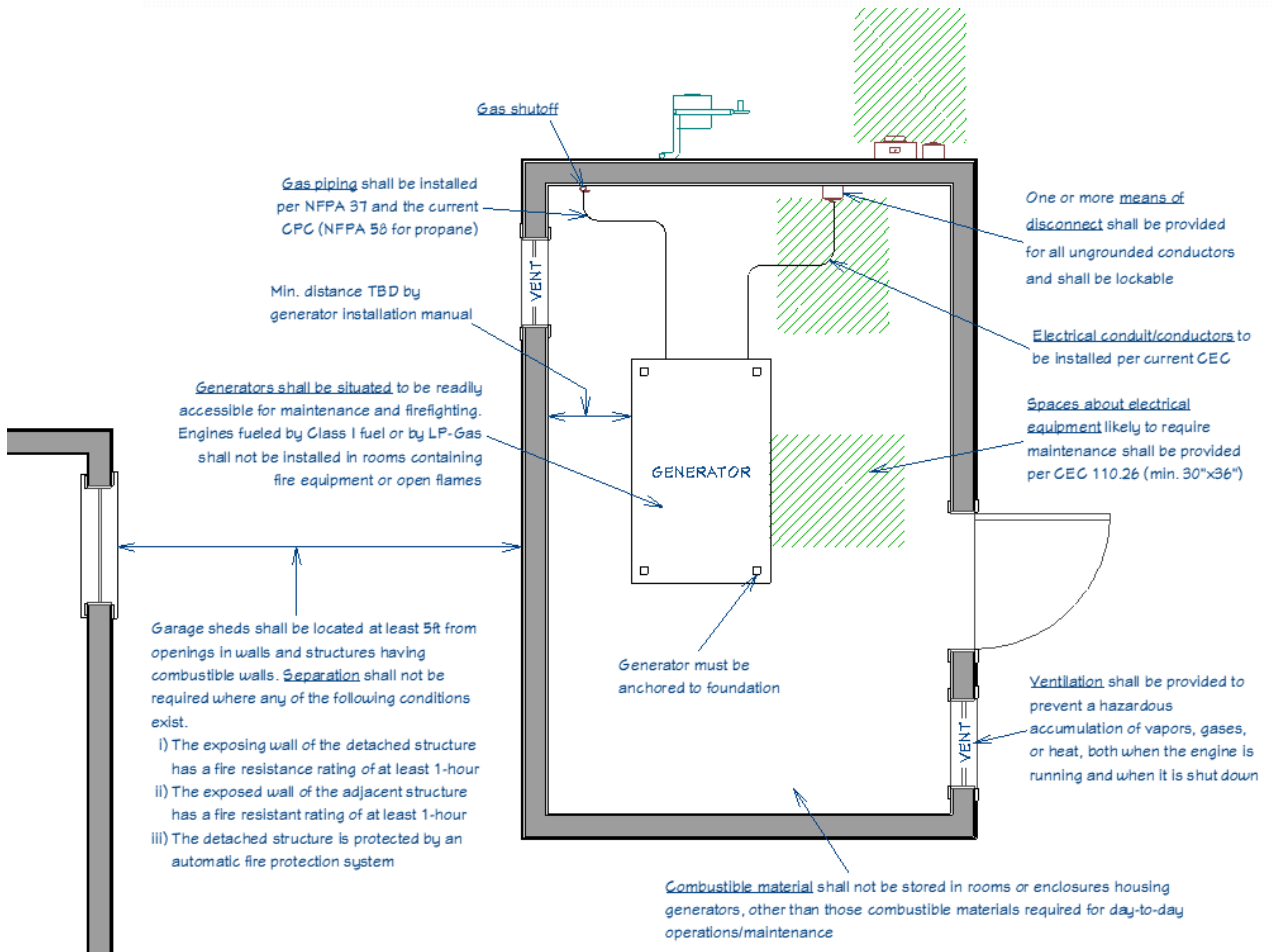 Gas shutoff
Gas piping shall be installed
per NFPA 37 and the current
CPC (NFPA 58 for propane)
One or more means of
disconnect shall be provided
for all ungrounded conductors
and shall be lockable
VENT
Min. distance TBD by
generator installation manual
Electrical conduit/conductors to
be installed per current CEC
Generators shall be situated to be readily
accessible for maintenance and firefighting.
Engines fueled by Class I fuel or by LP-Gas
shall not be installed in rooms containing
fire equipment or open flames
Spaces about electrical
equipment likely to require
maintenance shall be provided
per CEC 110.26 (min. 30"x36")
GENERATOR
Garage sheds shall be located at least 5ft from
openings in walls and structures having
combustible walls. Separation shall not be
required where any of the following conditions
exist.
i) The exposing wall of the detached structure
has a fire resistance rating of at least 1-hour
ii) The exposed wall of the adjacent structure
has a fire resistant rating of at least 1-hour
iii) The detached structure is protected by an
automatic fire protection system
Generator must be
anchored to foundation
Ventilation shall be provided to
prevent a hazardous
accumulation of vapors, gases,
or heat, both when the engine is
running and when it is shut down
VENT
Combustible material shall not be stored in rooms or enclosures housing
generators, other than those combustible materials required for day-to-day
operations/maintenance